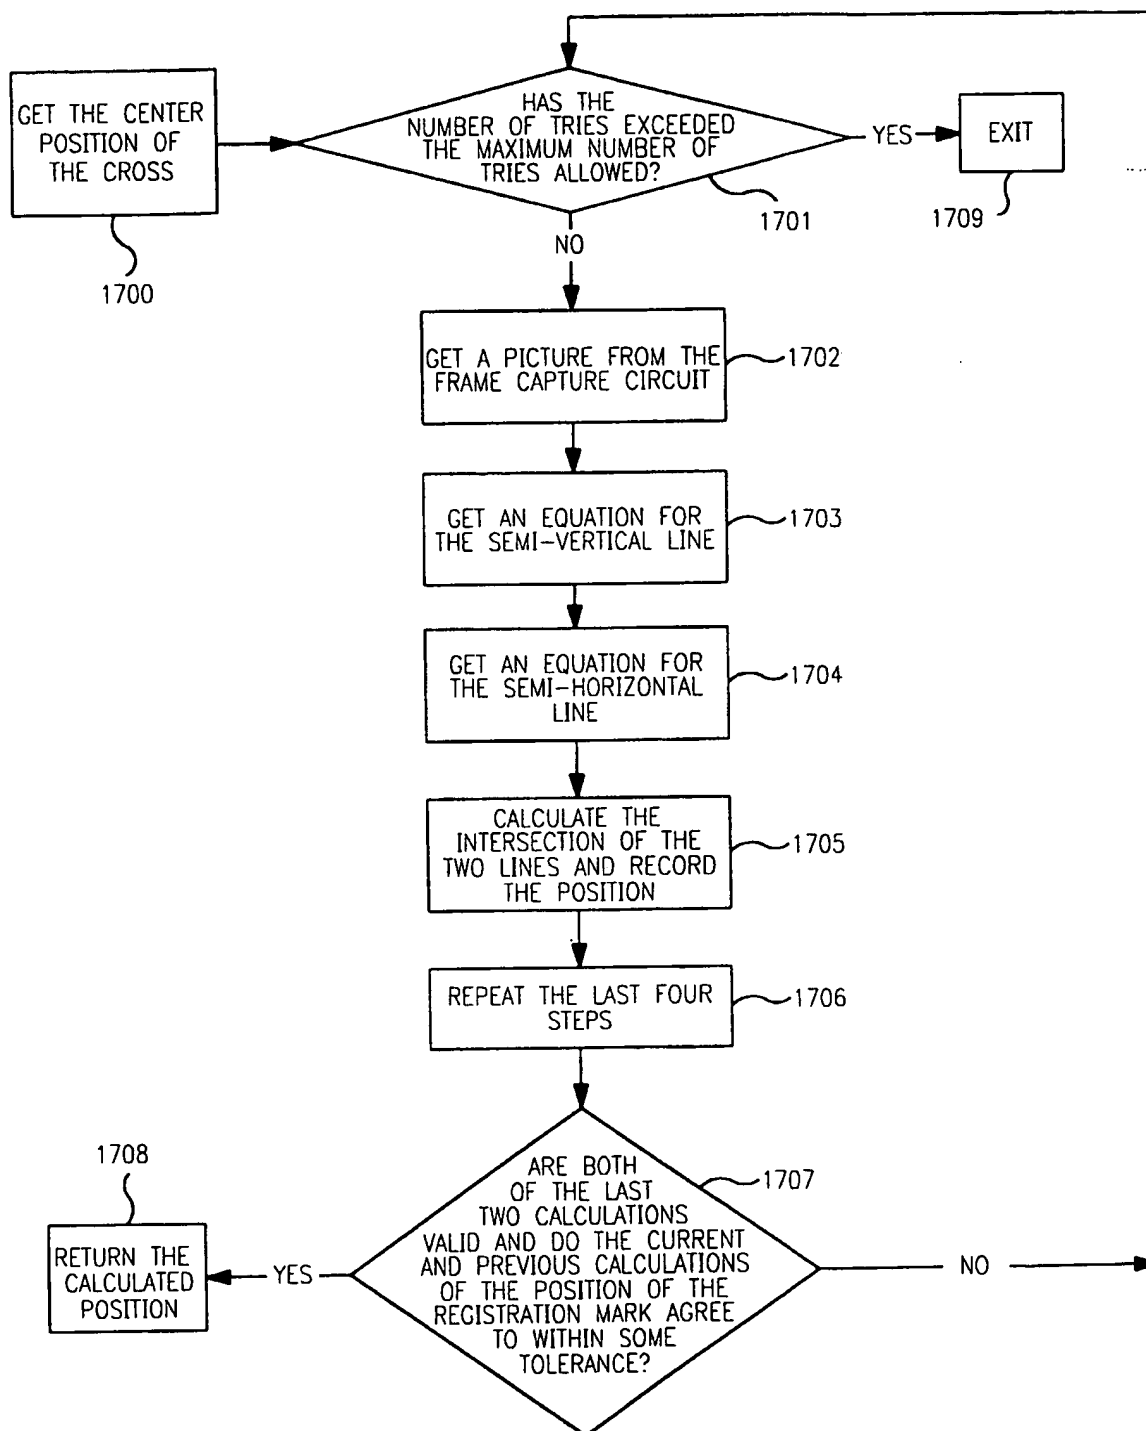 GET THE CENTER
POSITION OF
THE CROSS
1700
HAS THE
NUMBER OF TRIES EXCEEDED
THE MAXIMUM NUMBER OF
TRIES ALLOWED?
1701
YES
EXIT
1709
NO
GET A PICTURE FROM THE
FRAME CAPTURE CIRCUIT
1702
GET AN EQUATION FOR
THE SEMI-VERTICAL LINE
1703
GET AN EQUATION FOR
THE SEMI-HORIZONTAL
LINE
1704
CALCULATE THE
INTERSECTION OF THE
TWO LINES AND RECORD
THE POSITION
1705
REPEAT THE LAST FOUR
STEPS
1706
ARE BOTH
OF THE LAST
TWO CALCULATIONS
VALID AND DO THE CURRENT
AND PREVIOUS CALCULATIONS
OF THE POSITION OF THE
REGISTRATION MARK AGREE
TO WITHIN SOME
TOLERANCE?
1707
YES
NO
1708
RETURN THE
CALCULATED
POSITION